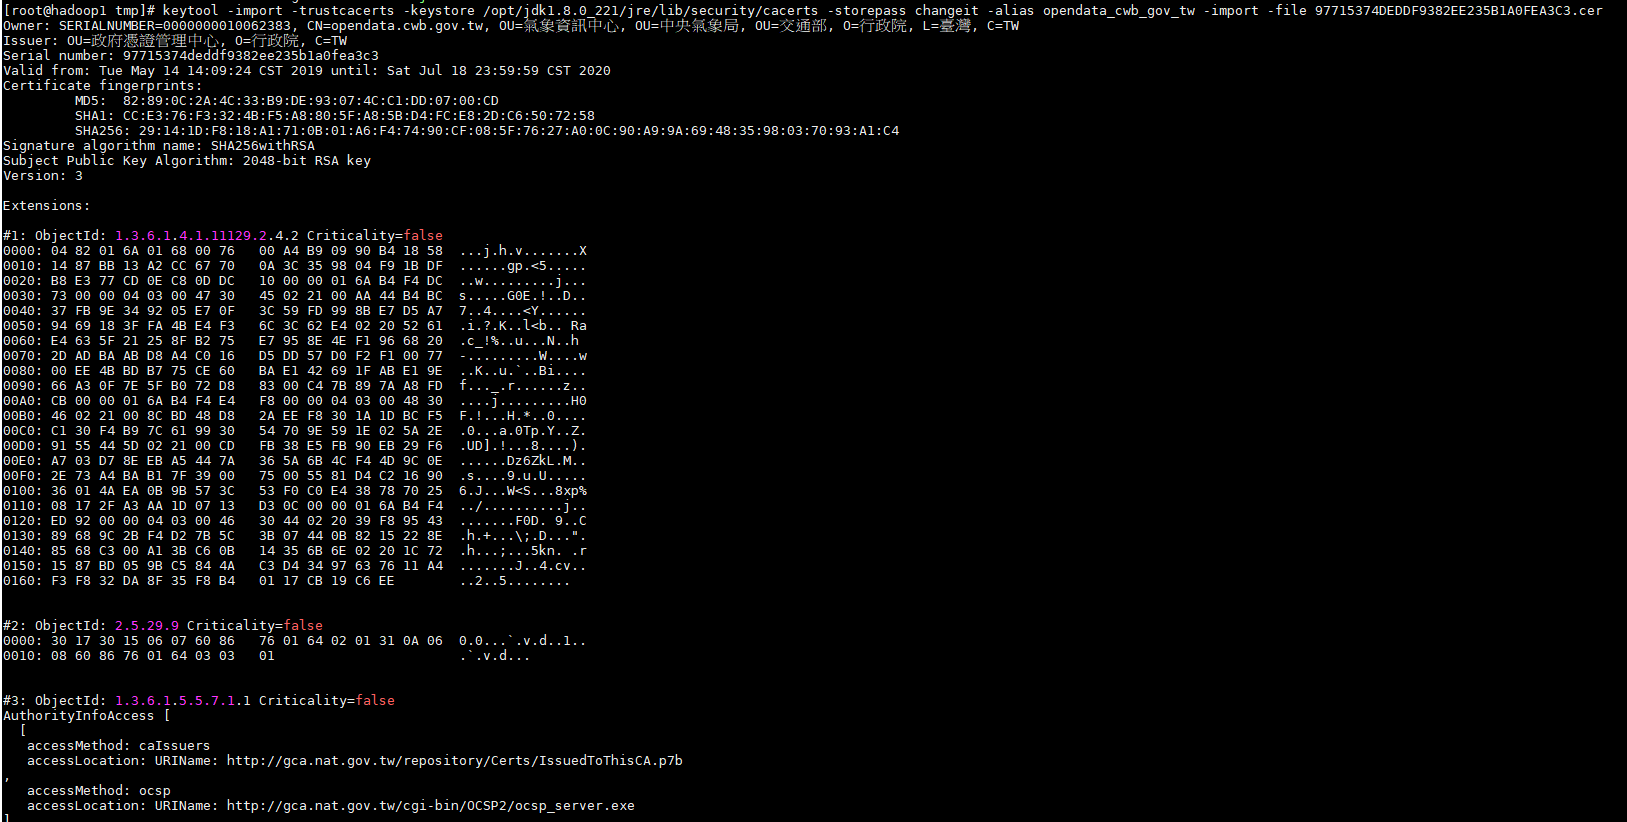 [root@hadoop1 tmp]# keytool -import -trustcacerts -keystore /opt/jdk1.8.0_221/jre/lib/security/cacerts -storepass changeit -alias opendata_cwb_gov_tw -import -file 97715374DEDDF9382EE235B1A0FEA3C3.cer
Owner: SERIALNUMBER=0000000010062383, CN=opendata.cwb.gov.tw, OU=氣象資訊中心, OU=中央氣象局, OU=交通部, O=行政院, L=臺灣, C=TW
Issuer: OU=政府憑證管理中心, O=行政院, C=TW
Serial number: 97715374deddf9382ee235b1a0fea3c3
Valid from: Tue May 14 14:09:24 CST 2019 until: Sat Jul 18 23:59:59 CST 2020
Certificate fingerprints:
         MD5:  82:89:0C:2A:4C:33:B9:DE:93:07:4C:C1:DD:07:00:CD
         SHA1: CC:E3:76:F3:32:4B:F5:A8:80:5F:A8:5B:D4:FC:E8:2D:C6:50:72:58
         SHA256: 29:14:1D:F8:18:A1:71:0B:01:A6:F4:74:90:CF:08:5F:76:27:A0:0C:90:A9:9A:69:48:35:98:03:70:93:A1:C4
Signature algorithm name: SHA256withRSA
Subject Public Key Algorithm: 2048-bit RSA key
Version: 3
Extensions:
#1: ObjectId: 1.3.6.1.4.1.11129.2.4.2 Criticality=false
0000: 04 82 01 6A 01 68 00 76   00 A4 B9 09 90 B4 18 58  ...j.h.v.......X
0010: 14 87 BB 13 A2 CC 67 70   0A 3C 35 98 04 F9 1B DF  ......gp.<5.....
0020: B8 E3 77 CD 0E C8 0D DC   10 00 00 01 6A B4 F4 DC  ..w.........j...
0030: 73 00 00 04 03 00 47 30   45 02 21 00 AA 44 B4 BC  s.....G0E.!..D..
0040: 37 FB 9E 34 92 05 E7 0F   3C 59 FD 99 8B E7 D5 A7  7..4....<Y......
0050: 94 69 18 3F FA 4B E4 F3   6C 3C 62 E4 02 20 52 61  .i.?.K..l<b.. Ra
0060: E4 63 5F 21 25 8F B2 75   E7 95 8E 4E F1 96 68 20  .c_!%..u...N..h
0070: 2D AD BA AB D8 A4 C0 16   D5 DD 57 D0 F2 F1 00 77  -.........W....w
0080: 00 EE 4B BD B7 75 CE 60   BA E1 42 69 1F AB E1 9E  ..K..u.`..Bi....
0090: 66 A3 0F 7E 5F B0 72 D8   83 00 C4 7B 89 7A A8 FD  f..._.r......z..
00A0: CB 00 00 01 6A B4 F4 E4   F8 00 00 04 03 00 48 30  ....j.........H0
00B0: 46 02 21 00 8C BD 48 D8   2A EE F8 30 1A 1D BC F5  F.!...H.*..0....
00C0: C1 30 F4 B9 7C 61 99 30   54 70 9E 59 1E 02 5A 2E  .0...a.0Tp.Y..Z.
00D0: 91 55 44 5D 02 21 00 CD   FB 38 E5 FB 90 EB 29 F6  .UD].!...8....).
00E0: A7 03 D7 8E EB A5 44 7A   36 5A 6B 4C F4 4D 9C 0E  ......Dz6ZkL.M..
00F0: 2E 73 A4 BA B1 7F 39 00   75 00 55 81 D4 C2 16 90  .s....9.u.U.....
0100: 36 01 4A EA 0B 9B 57 3C   53 F0 C0 E4 38 78 70 25  6.J...W<S...8xp%
0110: 08 17 2F A3 AA 1D 07 13   D3 0C 00 00 01 6A B4 F4  ../..........j..
0120: ED 92 00 00 04 03 00 46   30 44 02 20 39 F8 95 43  .......F0D. 9..C
0130: 89 68 9C 2B F4 D2 7B 5C   3B 07 44 0B 82 15 22 8E  .h.+...\;.D...".
0140: 85 68 C3 00 A1 3B C6 0B   14 35 6B 6E 02 20 1C 72  .h...;...5kn. .r
0150: 15 87 BD 05 9B C5 84 4A   C3 D4 34 97 63 76 11 A4  .......J..4.cv..
0160: F3 F8 32 DA 8F 35 F8 B4   01 17 CB 19 C6 EE        ..2..5........
#2: ObjectId: 2.5.29.9 Criticality=false
0000: 30 17 30 15 06 07 60 86   76 01 64 02 01 31 0A 06  0.0...`.v.d..1..
0010: 08 60 86 76 01 64 03 03   01                       .`.v.d...
#3: ObjectId: 1.3.6.1.5.5.7.1.1 Criticality=false
AuthorityInfoAccess [
  [
   accessMethod: caIssuers
   accessLocation: URIName: http://gca.nat.gov.tw/repository/Certs/IssuedToThisCA.p7b
,
   accessMethod: ocsp
   accessLocation: URIName: http://gca.nat.gov.tw/cgi-bin/OCSP2/ocsp_server.exe
]